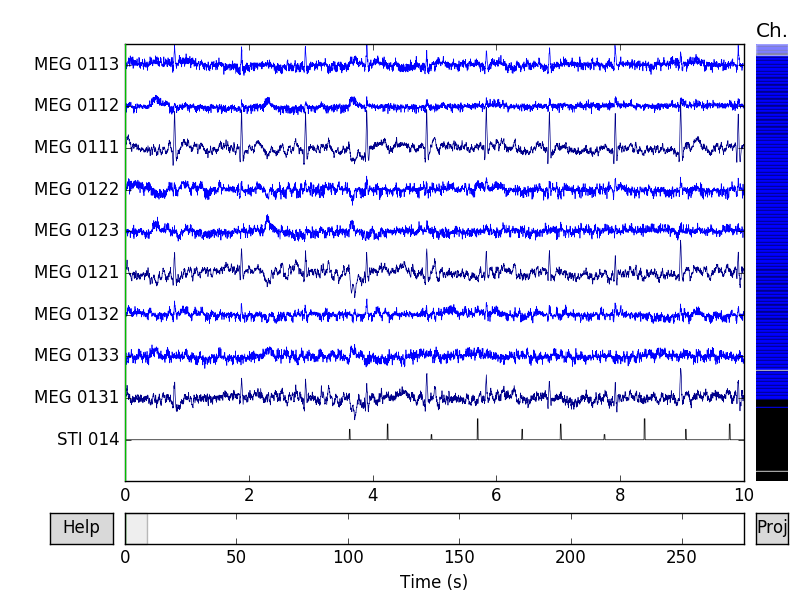 Ch.
MEG 0113
MEG 0112
MEG 0111
MEG 0122
MEG 0123
MEG 0121
MEG 0132
MEG 0133
MEG 0131
STI 014
0 2 4 6 8 10
Help Proj
0 50 100 150 200 250
Time (s)